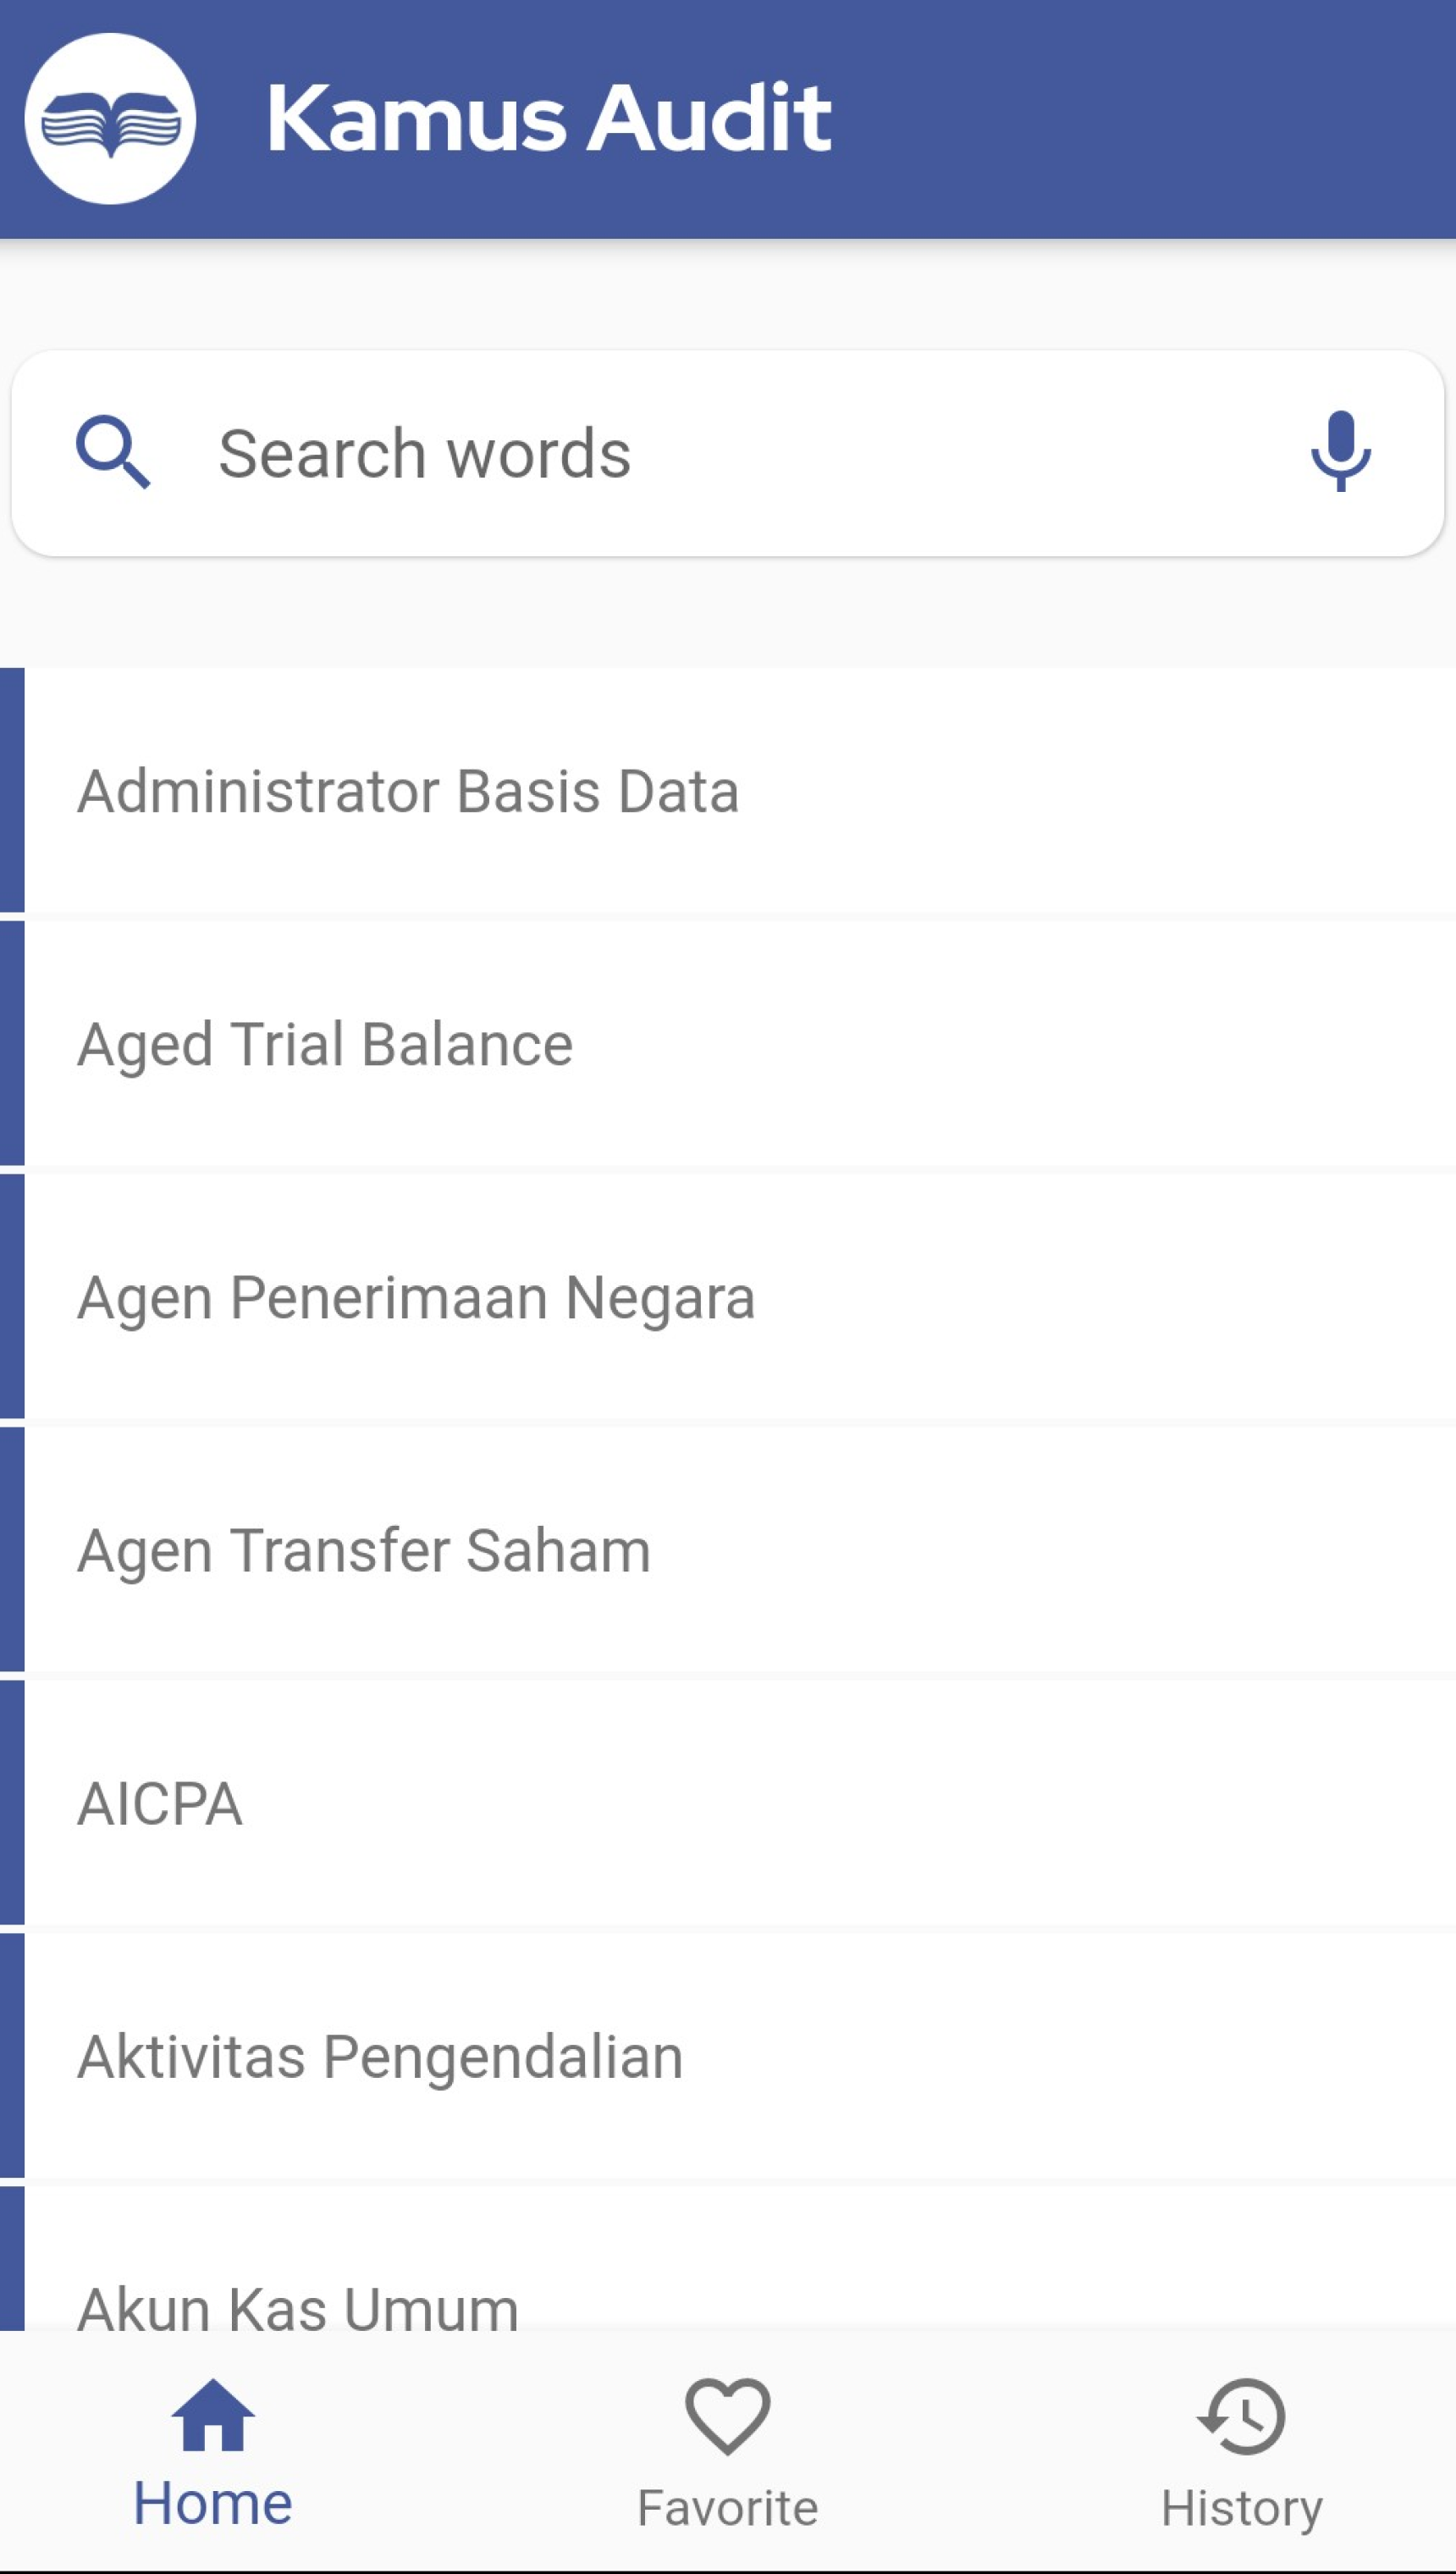 Kamus Audit
Search words
Administrator Basis Data
Aged Trial Balance
Agen Penerimaan Negara
Agen Transfer Saham
AICPA
Aktivitas Pengendalian
Akun Kas Umum
Home
Favorite
History